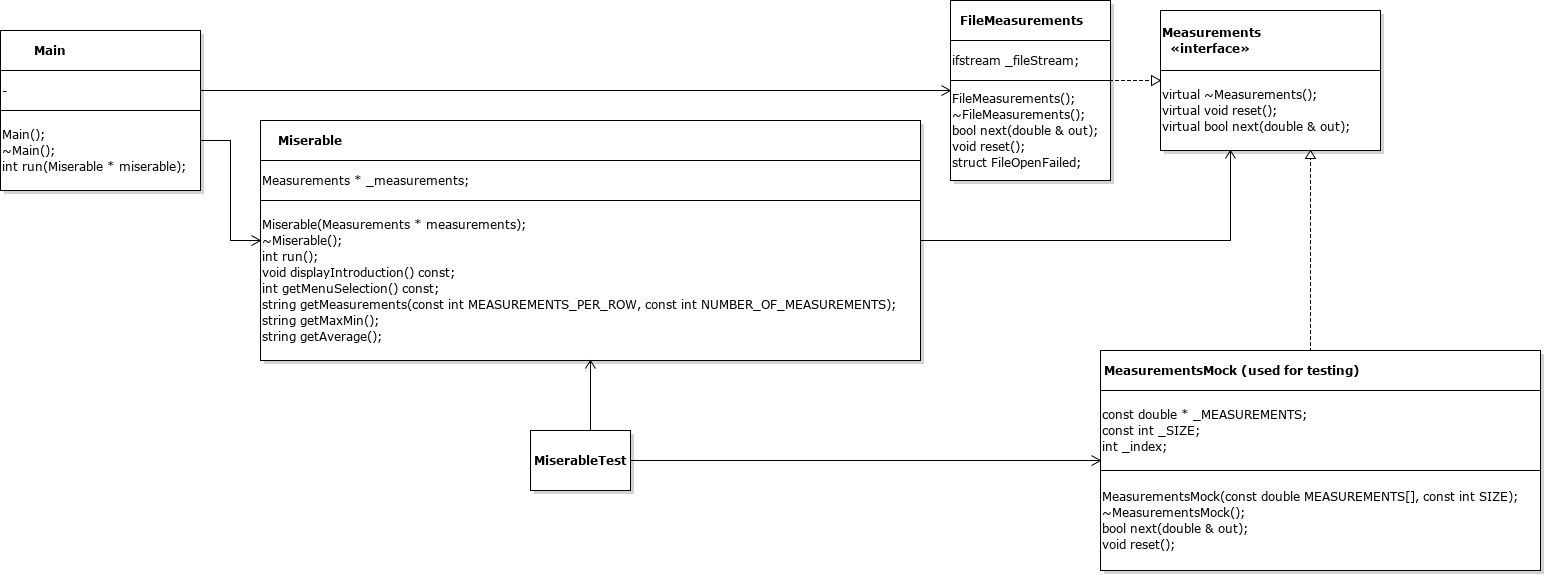 Main
-
Main();
~Main();
int run(Miserable * miserable);
Miserable
Measurements * _measurements;
Miserable(Measurements * measurements);
~Miserable();
int run();
void displayIntroduction() const;
int getMenuSelection() const;
string getMeasurements(const int MEASUREMENTS_PER_ROW, const int NUMBER_OF_MEASUREMENTS);
string getMaxMin();
string getAverage();
FileMeasurements
ifstream _fileStream;
FileMeasurements();
~FileMeasurements();
bool next(double & out);
void reset();
struct FileOpenFailed;
Measurements
«interface»
virtual ~Measurements();
virtual void reset();
virtual bool next(double & out);
MiserableTest
MeasurementsMock (used for testing)
const double * _MEASUREMENTS;
const int _SIZE;
int _index;
MeasurementsMock(const double MEASUREMENTS[], const int SIZE);
~MeasurementsMock();
bool next(double & out);
void reset();